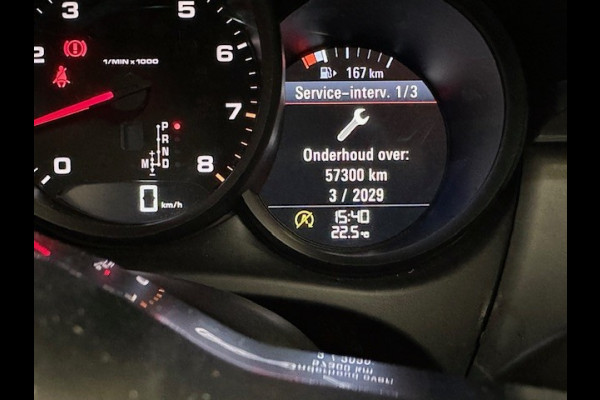 3
5
2
6
1/MIN x1000
7
P
R
N
M D
0
8
0 km/h
167 km
Service-interv. 1/3
Onderhoud over:
57300 km
3 / 2029
A
15:40
22.5 °C